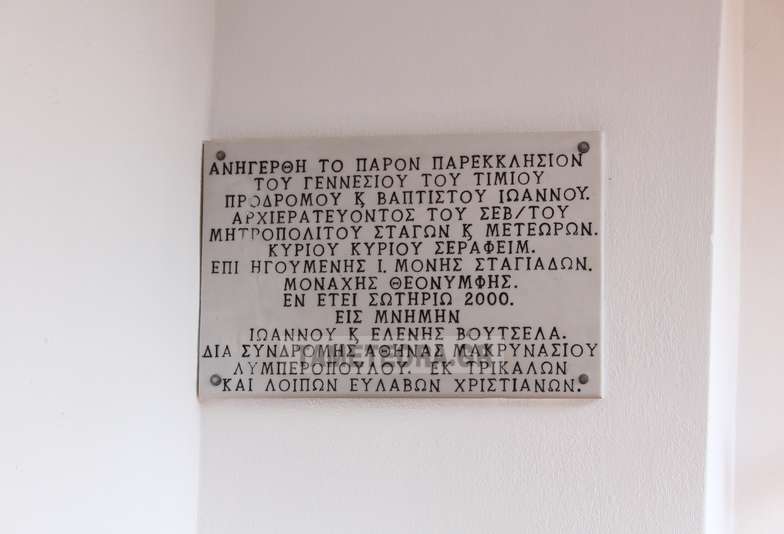 ΑΝΗΓΕΡΘΗ ΤΟ ΠΑΡΟΝ ΠΑΡΕΚΚΛΗΣΙΟΝ
ΤΟΥ ΓΕΝΝΕΣΙΟΥ ΤΟΥ ΤΙΜΙΟΥ
ΠΡΟΔΡΟΜΟΥ Ϗ ΒΑΠΤΙΣΤΟΥ ΙΩΑΝΝΟΥ.
ΑΡΧΙΕΡΑΤΕΥΟΝΤΟΣ ΤΟΥ ΣΕΒ/ΤΟΥ
ΜΗΤΡΟΠΟΛΙΤΟΥ ΣΤΑΓΩΝ Ϗ ΜΕΤΕΩΡΩΝ.
ΚΥΡΙΟΥ ΚΥΡΙΟΥ ΣΕΡΑΦΕΙΜ.
ΕΠΙ ΗΓΟΥΜΕΝΗΣ Ι. ΜΟΝΗΣ ΣΤΑΓΙΑΔΩΝ.
ΜΟΝΑΧΗΣ ΘΕΟΝΥΜΦΗΣ.
ΕΝ ΕΤΕΙ ΣΩΤΗΡΙΩ 2000.
ΕΙΣ ΜΝΗΜΗΝ
ΙΩΑΝΝΟΥ Ϗ ΕΛΕΝΗΣ ΒΟΥΤΣΕΛΑ.
ΔΙΑ ΣΥΝΔΡΟΜΗΣ ΑΘΗΝΑΣ ΜΑΚΡΥΝΑΣΙΟΥ
TAMETEORA.GR
ΛΥΜΠΕΡΟΠΟΥΛΟΥ. ΕΚ ΤΡΙΚΑΛΩΝ
ΚΑΙ ΛΟΙΠΩΝ ΕΥΛΑΒΩΝ ΧΡΙΣΤΙΑΝΩΝ.